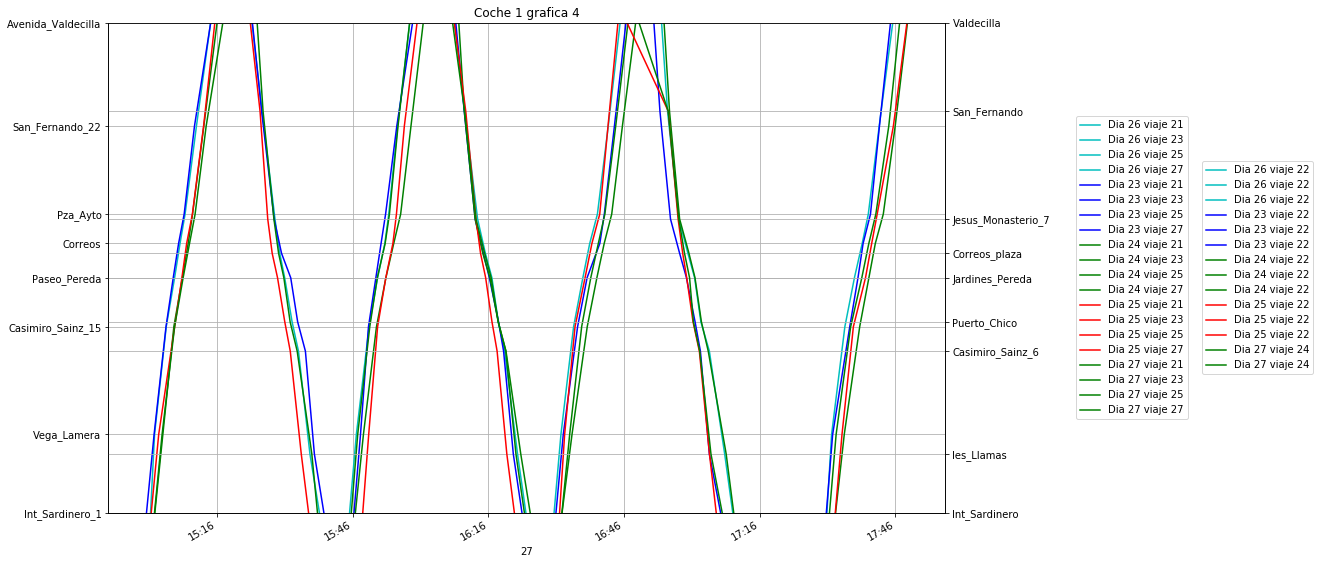 Coche 1 grafica 4
Avenida_Valdecilla
San_Fernando_22
Pza_Ayto
Correos
Paseo_Pereda
Casimiro_Sainz_15
Vega_Lamera
Int_Sardinero_1
Valdecilla
San_Fernando
Jesus_Monasterio_7
Correos_plaza
Jardines_Pereda
Puerto_Chico
Casimiro_Sainz_6
Ies_Llamas
Int_Sardinero
15:16
15:46
16:16
16:46
17:16
17:46
27
Dia 26 viaje 21
Dia 26 viaje 23
Dia 26 viaje 25
Dia 26 viaje 27
Dia 23 viaje 21
Dia 23 viaje 23
Dia 23 viaje 25
Dia 23 viaje 27
Dia 24 viaje 21
Dia 24 viaje 23
Dia 24 viaje 25
Dia 24 viaje 27
Dia 25 viaje 21
Dia 25 viaje 23
Dia 25 viaje 25
Dia 25 viaje 27
Dia 27 viaje 21
Dia 27 viaje 23
Dia 27 viaje 25
Dia 27 viaje 27
Dia 26 viaje 22
Dia 26 viaje 22
Dia 26 viaje 22
Dia 23 viaje 22
Dia 23 viaje 22
Dia 23 viaje 22
Dia 24 viaje 22
Dia 24 viaje 22
Dia 24 viaje 22
Dia 25 viaje 22
Dia 25 viaje 22
Dia 25 viaje 22
Dia 27 viaje 24
Dia 27 viaje 24